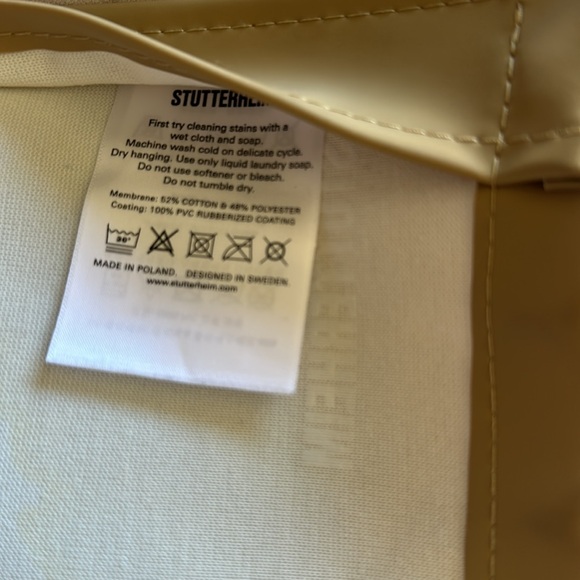 STUTTERHEIM
First try cleaning stains with a
wet cloth and soap.
Machine wash cold on delicate cycle.
Dry hanging. Use only liquid laundry soap.
Do not use softener or bleach.
Do not tumble dry.
Membrane: 52% COTTON & 48% POLYESTER
Coating: 100% PVC RUBBERIZED COATING
30°
MADE IN POLAND. DESIGNED IN SWEDEN.
www.stutterheim.com